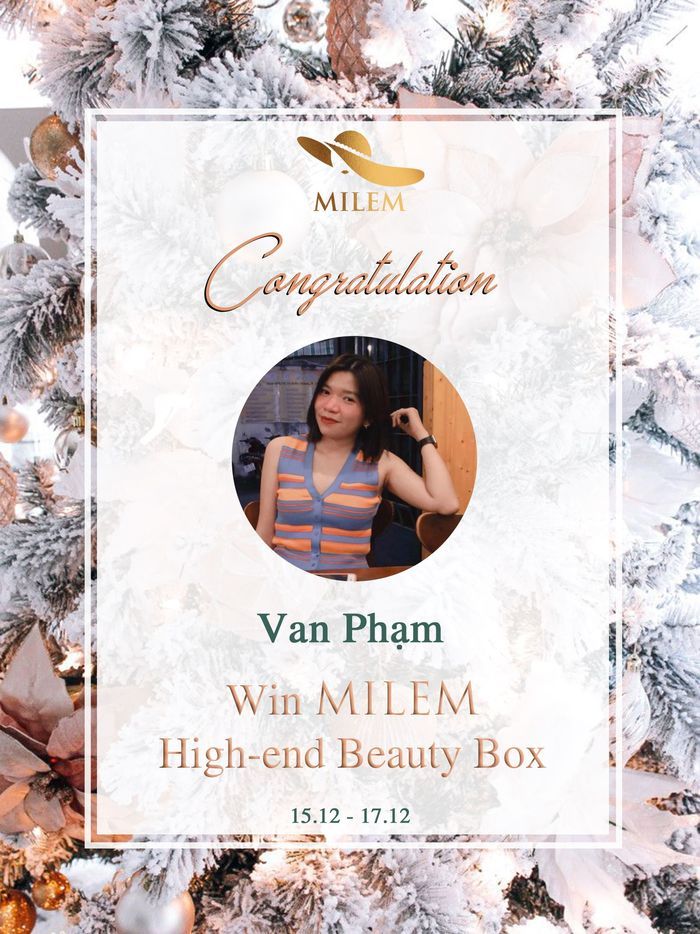 MILEM
Congratulation
Van Phạm
Win MILEM
High-end Beauty Box
15.12 - 17.12